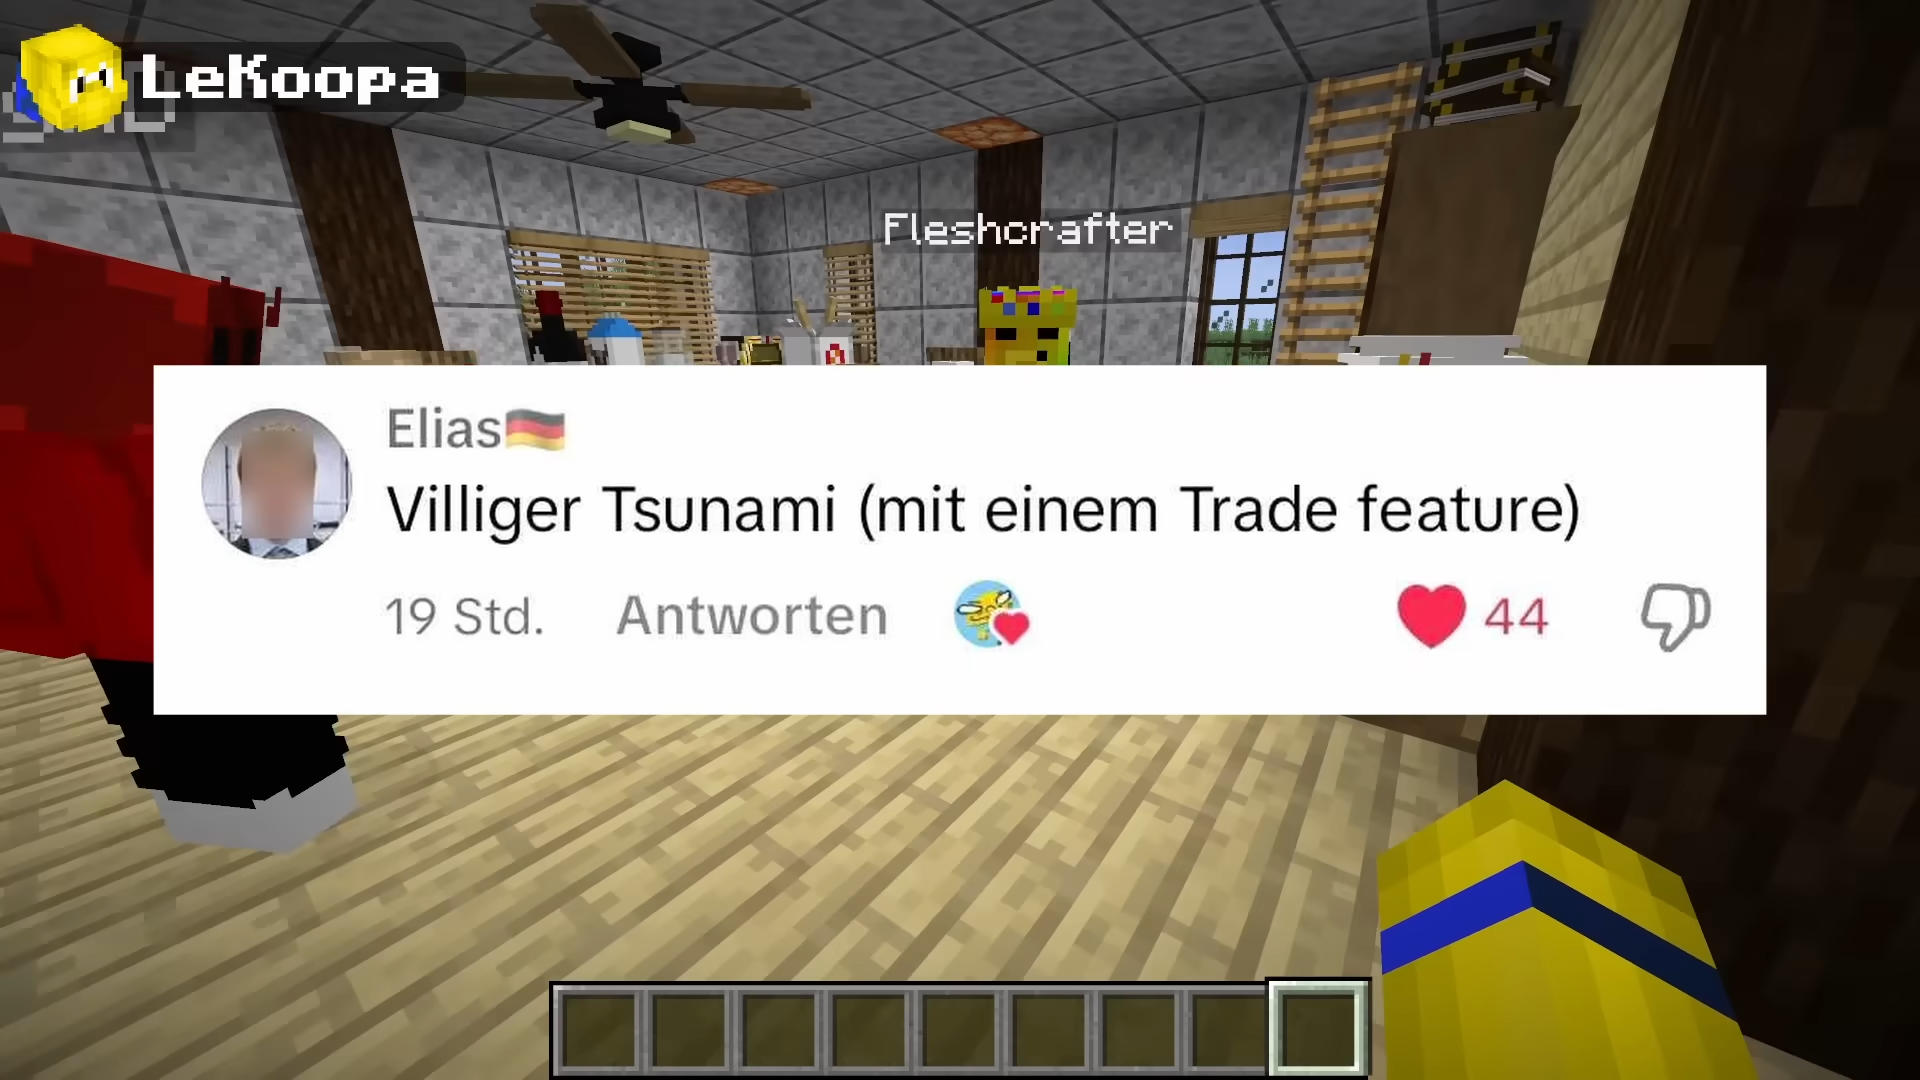 LeKoopa
Fleshcrafter
Elias🇩🇪
Villiger Tsunami (mit einem Trade feature)
19 Std. Antworten 44